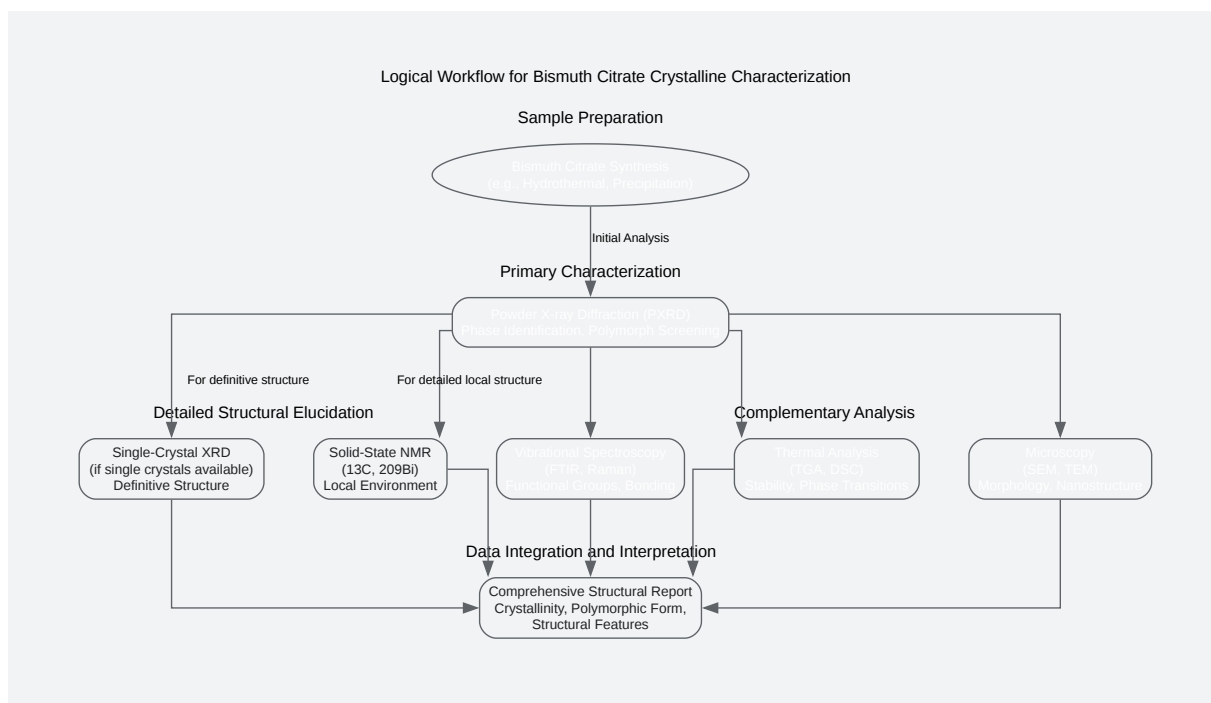 Logical Workflow for Bismuth Citrate Crystalline Characterization
Sample Preparation
Bismuth Citrate Synthesis
(e.g., Hydrothermal, Precipitation)
Initial Analysis
Primary Characterization
Powder X-ray Diffraction (PXRD)
Phase Identification, Polymorph Screening
For definitive structure
For detailed local structure
Detailed Structural Elucidation
Complementary Analysis
Single-Crystal XRD
(if single crystals available)
Definitive Structure
Solid-State NMR
(13C, 209Bi)
Local Environment
Vibrational Spectroscopy
(FTIR, Raman)
Functional Groups, Bonding
Thermal Analysis
(TGA, DSC)
Stability, Phase Transitions
Microscopy
(SEM, TEM)
Morphology, Nanostructure
Data Integration and Interpretation
Comprehensive Structural Report
Crystallinity, Polymorphic Form,
Structural Features